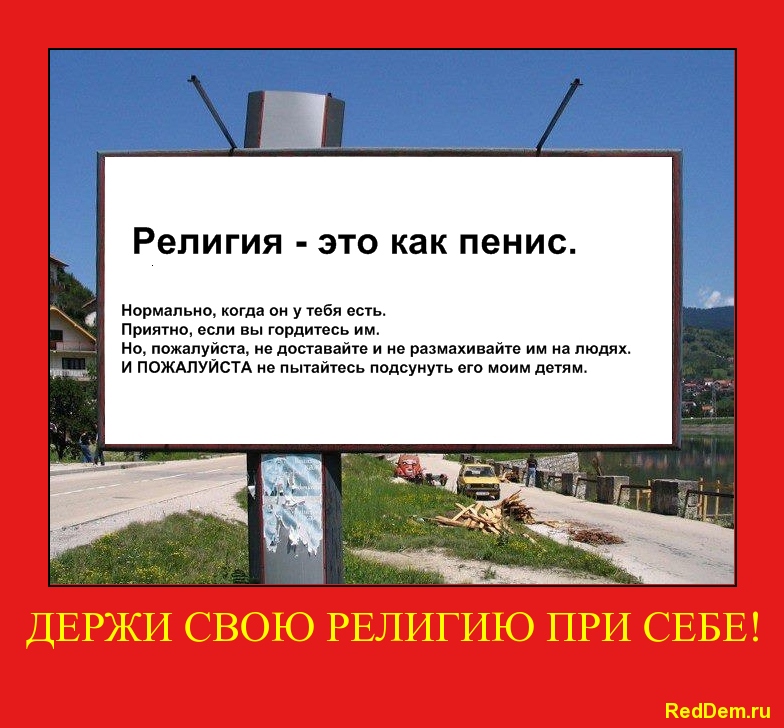 Религия - это как пенис.
Нормально, когда он у тебя есть.
Приятно, если вы гордитесь им.
Но, пожалуйста, не доставайте и не размахивайте им на людях.
И ПОЖАЛУЙСТА не пытайтесь подсунуть его моим детям.
ДЕРЖИ СВОЮ РЕЛИГИЮ ПРИ СЕБЕ!
RedDem.ru